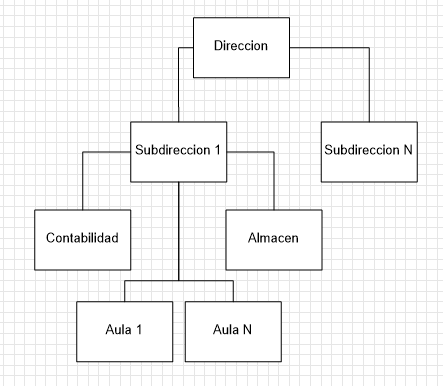 Direccion
Subdireccion 1
Subdireccion N
Contabilidad
Almacen
Aula 1
Aula N